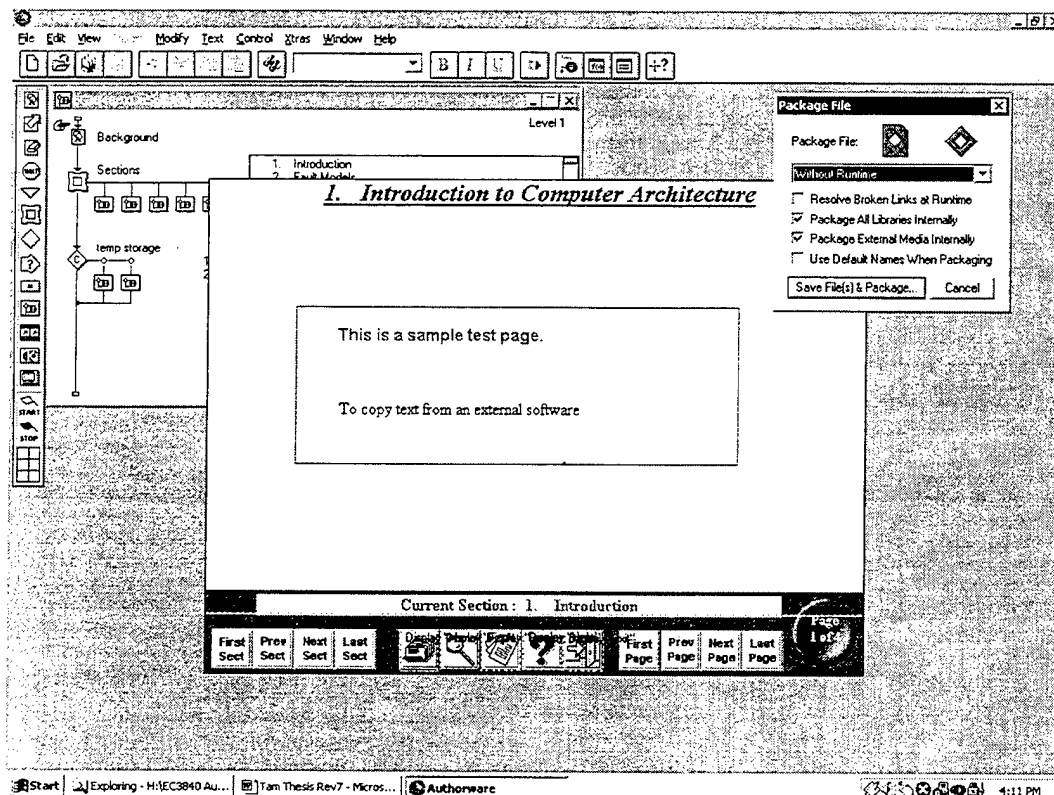 File Edit View Modify Text Control Xtras Window Help
B I U
Level 1
Background
Sections
1. Introduction
2. Fault Models
temp storage
START
STOP
1. Introduction to Computer Architecture
This is a sample test page.
To copy text from an external software
Current Section : 1. Introduction
First Sect
Prev Sect
Next Sect
Last Sect
First Page
Prev Page
Next Page
Last Page
Page
Package File
Package File:
Without Runtime
Resolve Broken Links at Runtime
Package All Libraries Internally
Package External Media Internally
Use Default Names When Packaging
Save File(s) & Package...
Cancel
Start
Exploring - H:\EC3840 Au...
Tam Thesis Rev7 - Micros...
Authorware
4:11 PM